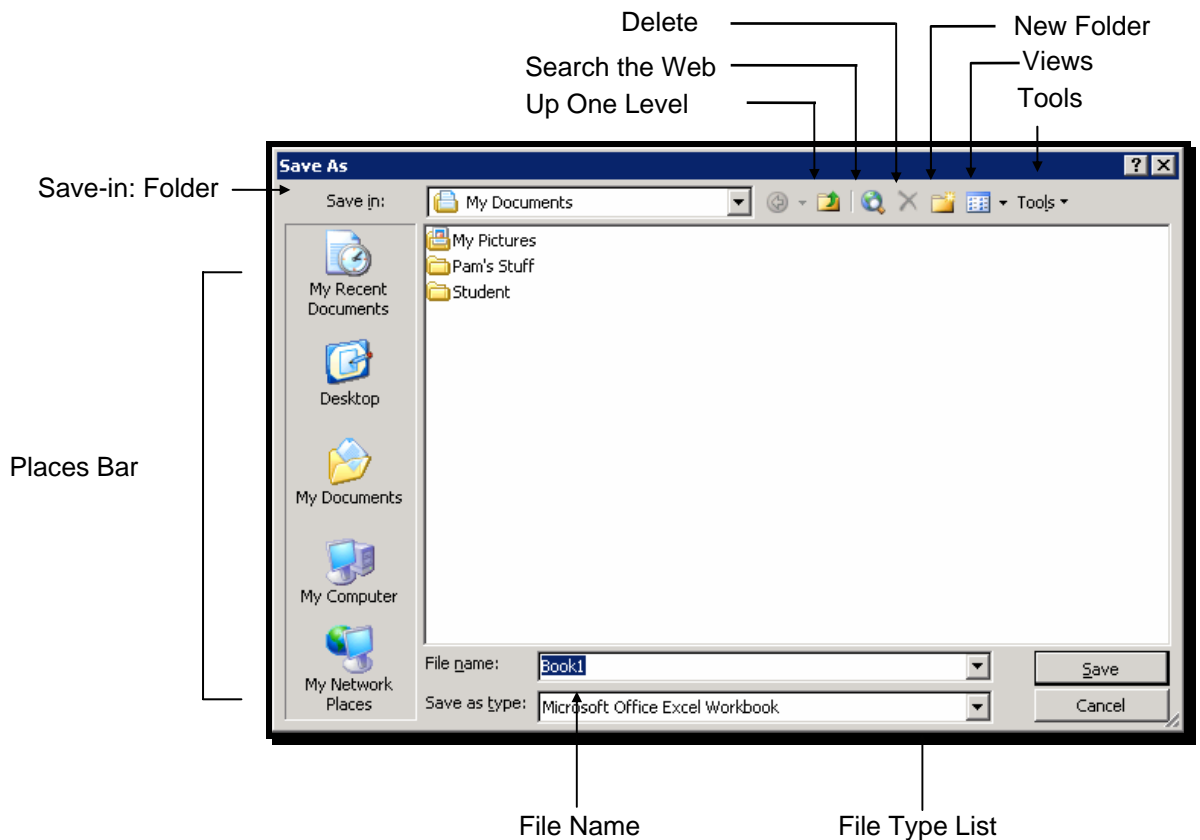 Delete
New Folder
Search the Web
Views
Up One Level
Tools
Save As
Save-in: Folder
Save in:
My Documents
Tools
My Pictures
Pam's Stuff
Student
My Recent
Documents
Desktop
Places Bar
My Documents
My Computer
My Network
Places
File name:
Book1
Save
Save as type:
Microsoft Office Excel Workbook
Cancel
File Name
File Type List